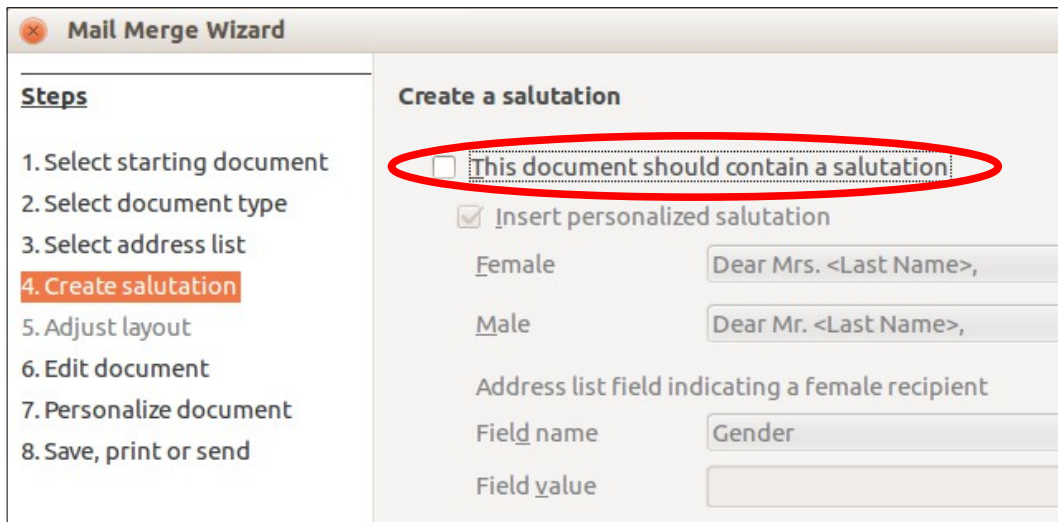 Mail Merge Wizard
Steps
1. Select starting document
2. Select document type
3. Select address list
4. Create salutation
5. Adjust layout
6. Edit document
7. Personalize document
8. Save, print or send
Create a salutation
This document should contain a salutation
Insert personalized salutation
Female Dear Mrs. <Last Name>,
Male Dear Mr. <Last Name>,
Address list field indicating a female recipient
Field name Gender
Field value